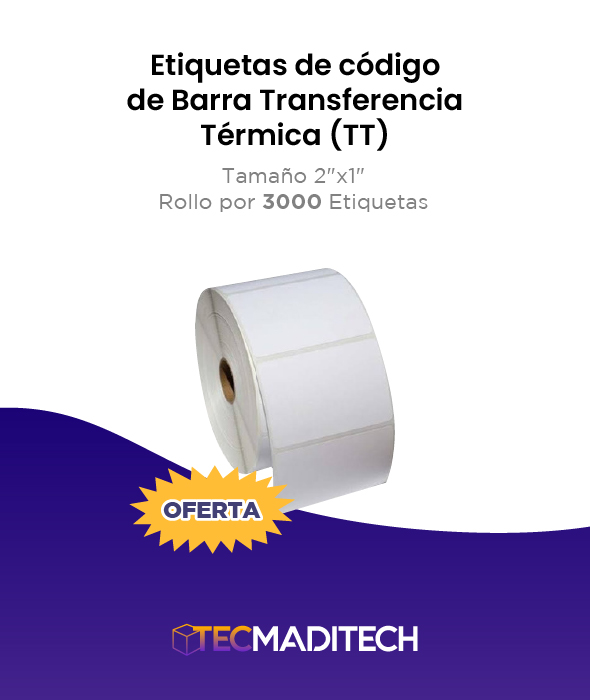 Etiquetas de código
de Barra Transferencia
Térmica (TT)
Tamaño 2"x1"
Rollo por 3000 Etiquetas
OFERTA
TECMADITECH